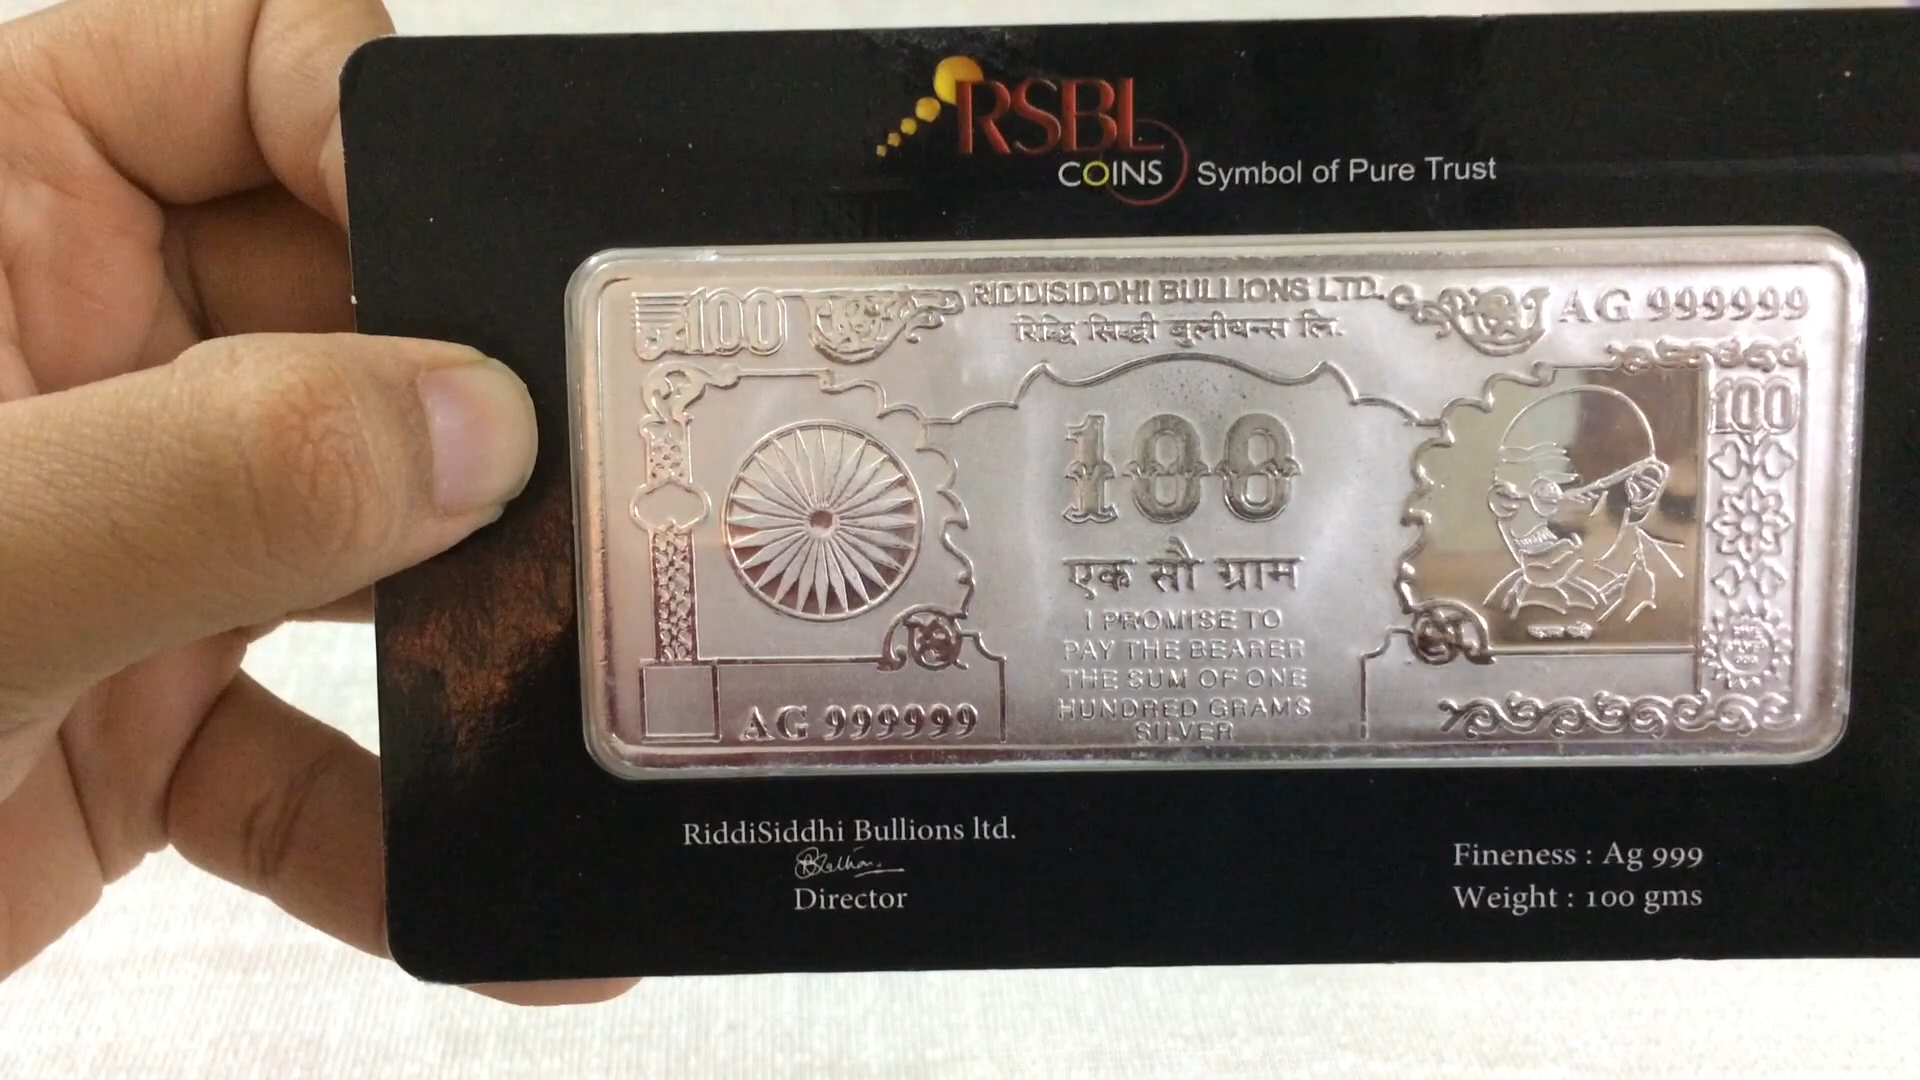 RSBL
COINS Symbol of Pure Trust
RIDDISIDDHI BULLIONS LTD.
रिद्धि सिद्धी बुलीयन्स लि.
100
AG 999999
100
100
एक सौ ग्राम
I PROMISE TO
PAY THE BEARER
THE SUM OF ONE
HUNDRED GRAMS
SILVER
AG 999999
RiddiSiddhi Bullions ltd.
Director
Fineness : Ag 999
Weight : 100 gms